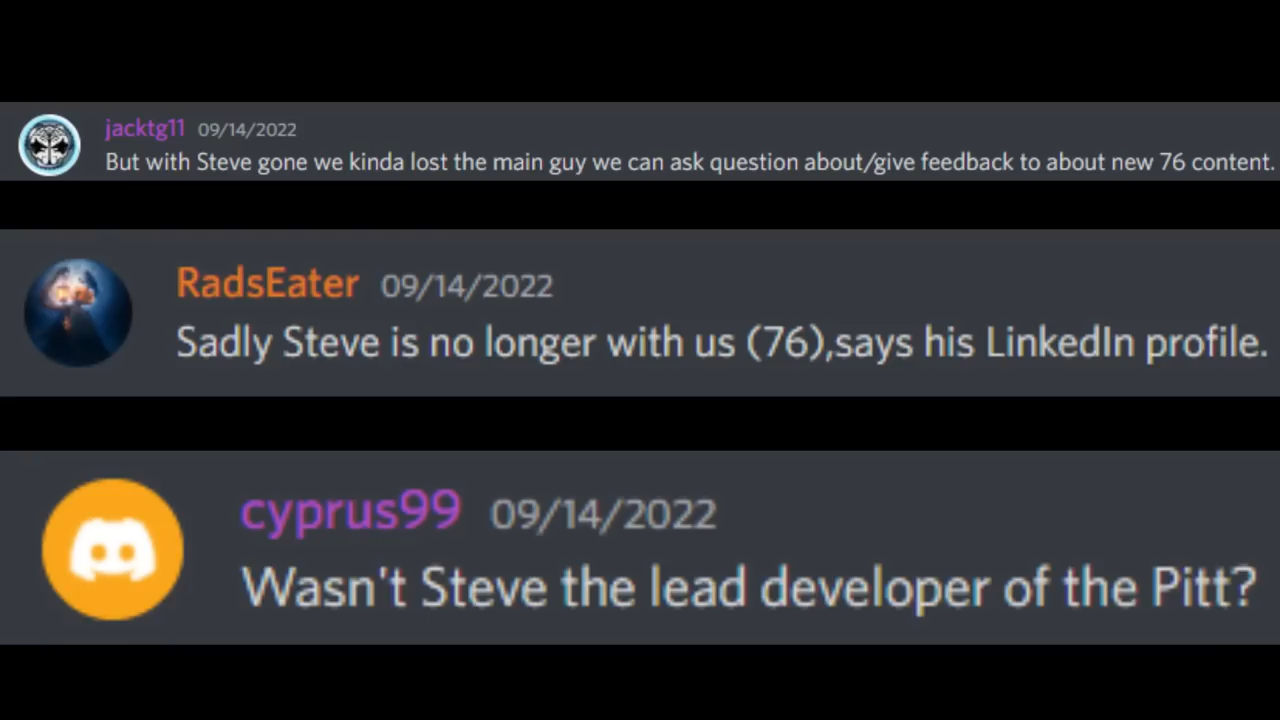 jacktg11 09/14/2022
But with Steve gone we kinda lost the main guy we can ask question about/give feedback to about new 76 content.
RadsEater 09/14/2022
Sadly Steve is no longer with us (76),says his LinkedIn profile.
cyprus99 09/14/2022
Wasn't Steve the lead developer of the Pitt?